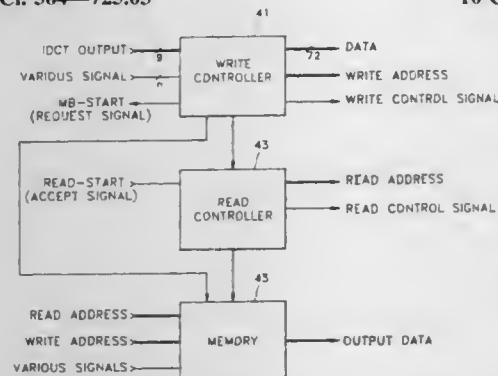 41
IDCT OUTPUT
9
WRITE CONTROLLER
72
DATA
VARIOUS SIGNAL
n
WRITE ADDRESS
MB-START
(REQUEST SIGNAL)
WRITE CONTROL SIGNAL
43
READ-START
(ACCEPT SIGNAL)
READ CONTROLLER
READ ADDRESS
READ CONTROL SIGNAL
43
READ ADDRESS
WRITE ADDRESS
VARIOUS SIGNALS
MEMORY
OUTPUT DATA